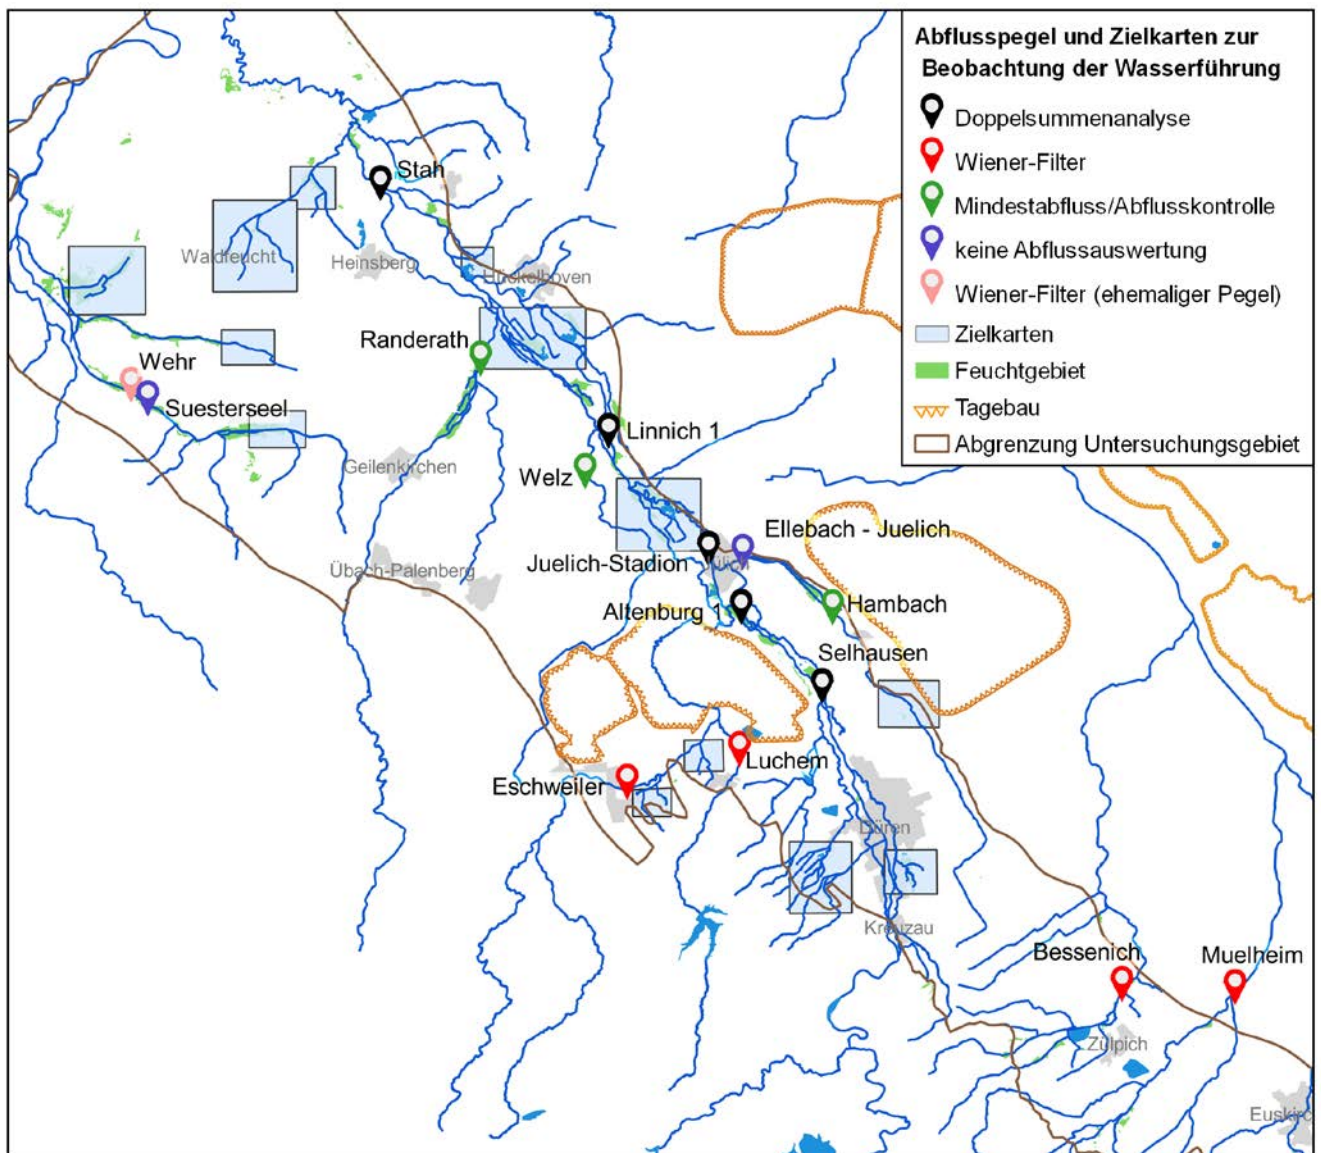 Abflusspegel und Zielkarten zur
Beobachtung der Wasserführung
Doppelsummenanalyse
Wiener-Filter
Mindestabfluss/Abflusskontrolle
keine Abflussauswertung
Wiener-Filter (ehemaliger Pegel)
Zielkarten
Feuchtgebiet
Tagebau
Abgrenzung Untersuchungsgebiet
Stah
Waldfeucht
Heinsberg
Hückelhoven
Randerath
Wehr
Suesterseel
Linnich 1
Geilenkirchen
Welz
Ellebach - Juelich
Juelich-Stadion
Jülich
Übach-Palenberg
Altenburg 1
Hambach
Selhausen
Luchem
Eschweiler
Düren
Kreuzau
Bessenich
Muelheim
Zülpich
Euskirc